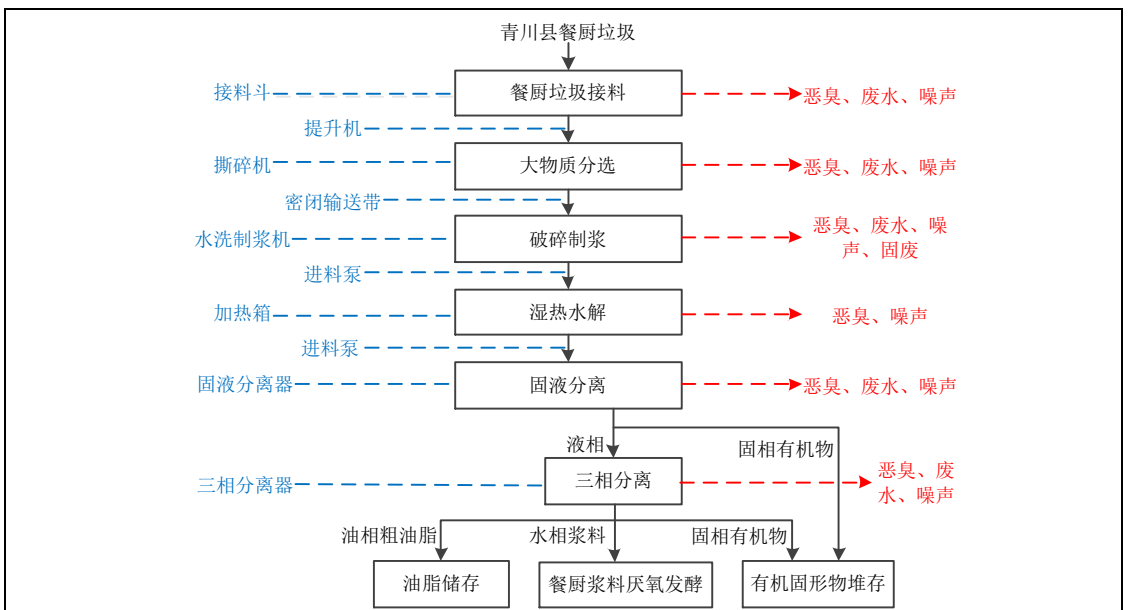 青川县餐厨垃圾
接料斗
餐厨垃圾接料
恶臭、废水、噪声
提升机
撕碎机
大物质分选
恶臭、废水、噪声
密闭输送带
水洗制浆机
破碎制浆
恶臭、废水、噪
声、固废
进料泵
加热箱
湿热水解
恶臭、噪声
进料泵
固液分离器
固液分离
恶臭、废水、噪声
液相
固相有机物
三相分离器
三相分离
恶臭、废
水、噪声
油相粗油脂
水相浆料
固相有机物
油脂储存
餐厨浆料厌氧发酵
有机固形物堆存